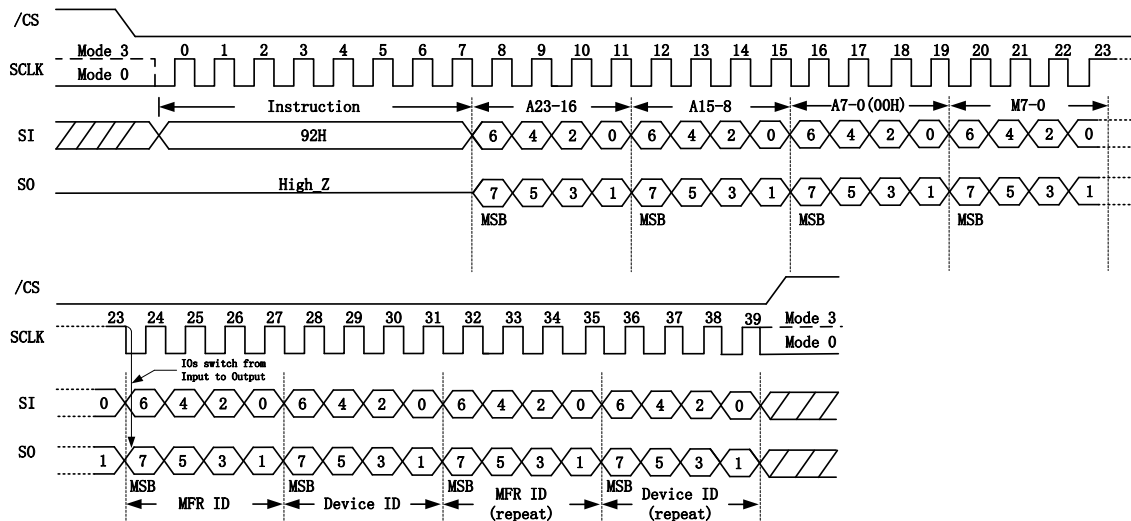 /CS
Mode 3
0 1 2 3 4 5 6 7 8 9 10 11 12 13 14 15 16 17 18 19 20 21 22 23
SCLK
Mode 0
Instruction A23-16 A15-8 A7-0(00H) M7-0
SI 92H 6 4 2 0 6 4 2 0 6 4 2 0 6 4 2 0
SO High_Z 7 5 3 1 7 5 3 1 7 5 3 1 7 5 3 1
MSB MSB MSB MSB
/CS
23 24 25 26 27 28 29 30 31 32 33 34 35 36 37 38 39 Mode 3
SCLK Mode 0
IOs switch from
Input to Output
SI 0 6 4 2 0 6 4 2 0 6 4 2 0 6 4 2 0
SO 1 7 5 3 1 7 5 3 1 7 5 3 1 7 5 3 1
MSB MSB MSB MSB
MFR ID Device ID MFR ID Device ID
(repeat) (repeat)